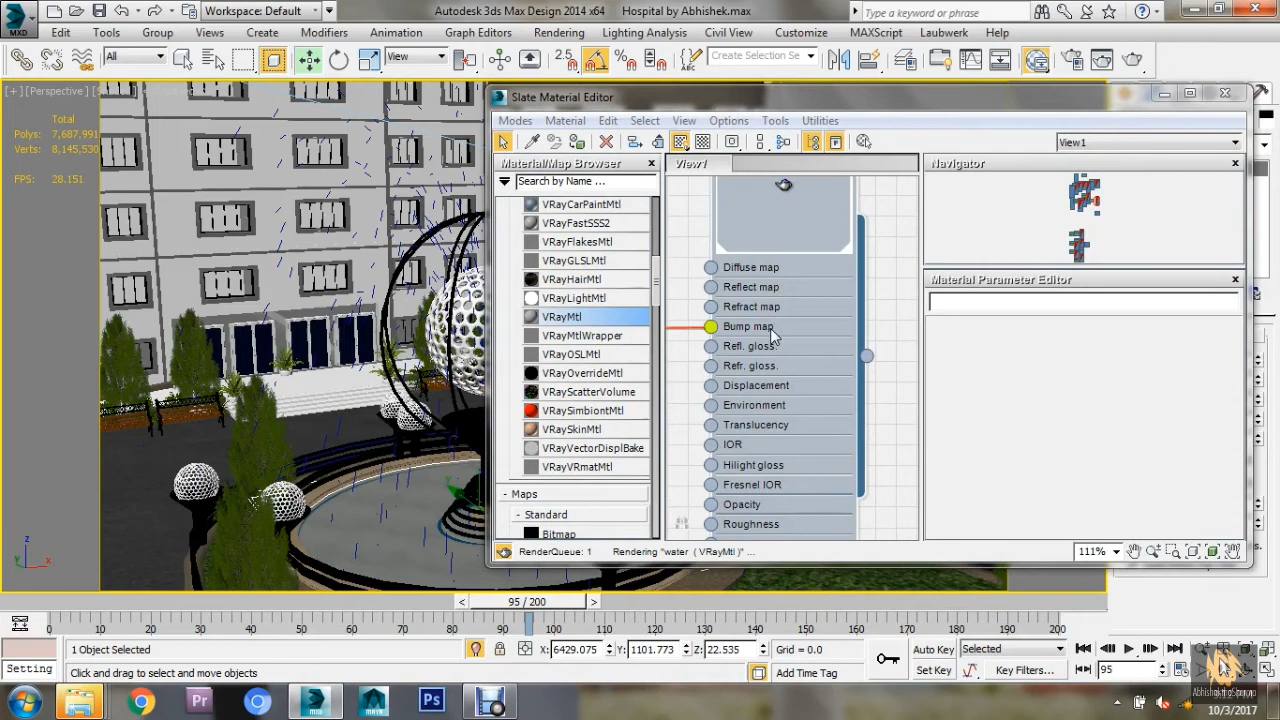 MXD
Workspace: Default
Autodesk 3ds Max Design 2014 x64
Hospital by Abhishek.max
Type a keyword or phrase
Edit Tools Group Views Create Modifiers Animation Graph Editors Rendering Lighting Analysis Civil View Customize MAXScript Laubwerk Help
All
View
2.5
Create Selection Se
[+] [Perspective]
Total
Polys: 7,687,991
Verts: 8,145,530
FPS: 28.151
Slate Material Editor
Modes Material Edit Select View Options Tools Utilities
View1
Material/Map Browser
View1
Navigator
Search by Name ...
VRayCarPaintMtl
VRayFastSSS2
VRayFlakesMtl
VRayGLSLMtl
VRayHairMtl
VRayLightMtl
VRayMtl
VRayMtlWrapper
VRayOSLMtl
VRayOverrideMtl
VRayScatterVolume
VRaySimbiontMtl
VRaySkinMtl
VRayVectorDisplBake
VRayVRmatMtl
- Maps
- Standard
Bitmap
Diffuse map
Reflect map
Refract map
Bump map
Refl. gloss.
Refr. gloss.
Displacement
Environment
Translucency
IOR
Hilight gloss
Fresnel IOR
Opacity
Roughness
Material Parameter Editor
RenderQueue: 1
Rendering "water ( VRayMtl )" ...
111%
z
y
x
< 95 / 200 >
0 10 20 30 40 50 60 70 80 90 100 110 120 130 140 150 160 170 180 190 200
1 Object Selected
X: 6429.075 Y: 1101.773 Z: 22.535
Grid = 0.0
Auto Key
Selected
Setting
Click and drag to select and move objects
Add Time Tag
Set Key
Key Filters...
95
Pr
Ps
10/3/2017